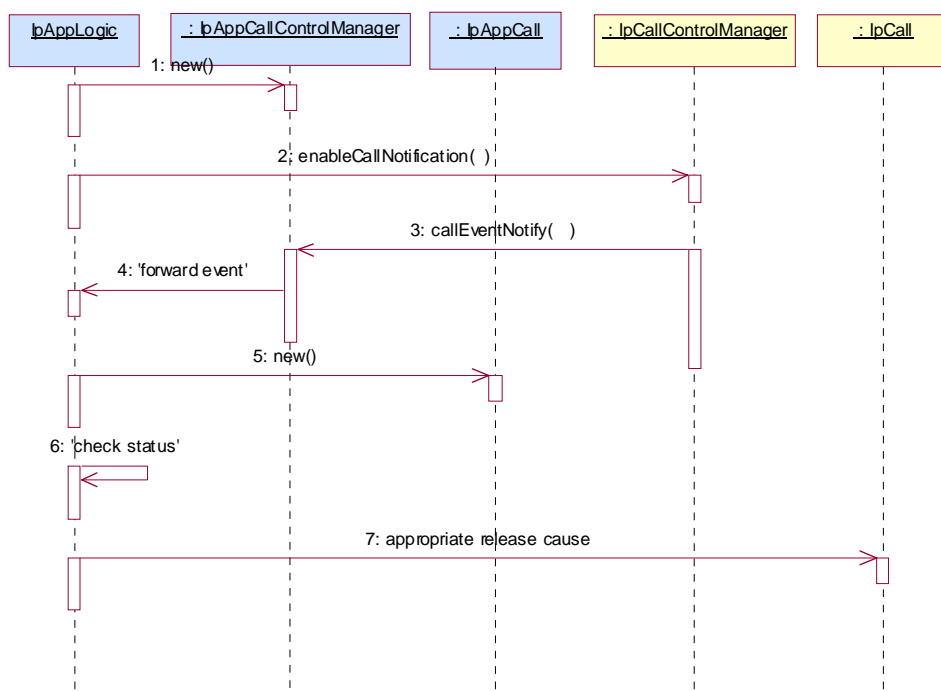 IpAppLogic
: IpAppCallControlManager
: IpAppCall
: IpCallControlManager
: IpCall
1: new()
2: enableCallNotification( )
3: callEventNotify( )
4: 'forward event'
5: new()
6: 'check status'
7: appropriate release cause